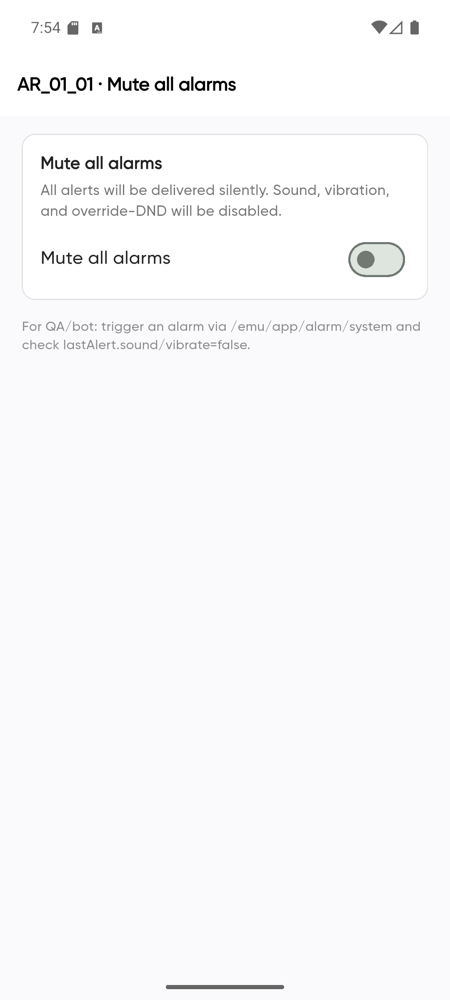 7:54
AR_01_01 · Mute all alarms
Mute all alarms
All alerts will be delivered silently. Sound, vibration,
and override-DND will be disabled.
Mute all alarms
For QA/bot: trigger an alarm via /emu/app/alarm/system and
check lastAlert.sound/vibrate=false.